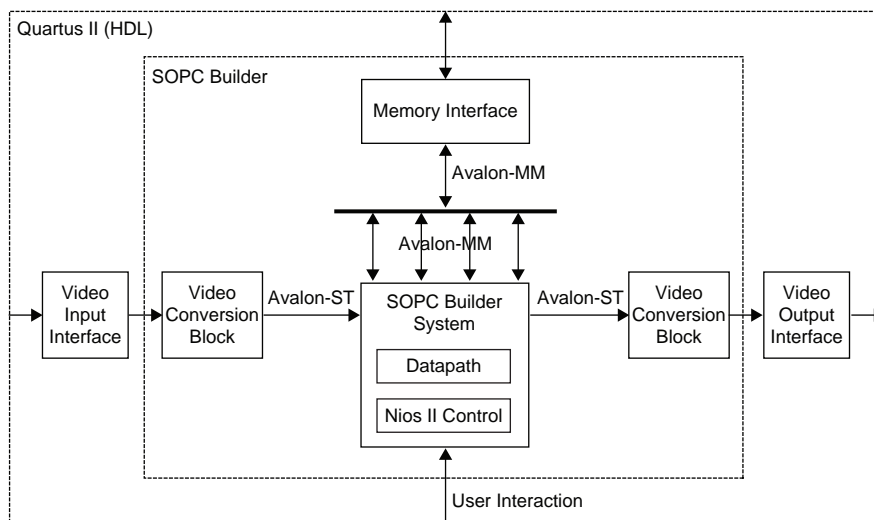 Quartus II (HDL)
SOPC Builder
Memory Interface
Avalon-MM
Avalon-MM
Video
Input
Interface
Video
Conversion
Block
Avalon-ST
SOPC Builder
System
Datapath
Nios II Control
Avalon-ST
Video
Conversion
Block
Video
Output
Interface
User Interaction